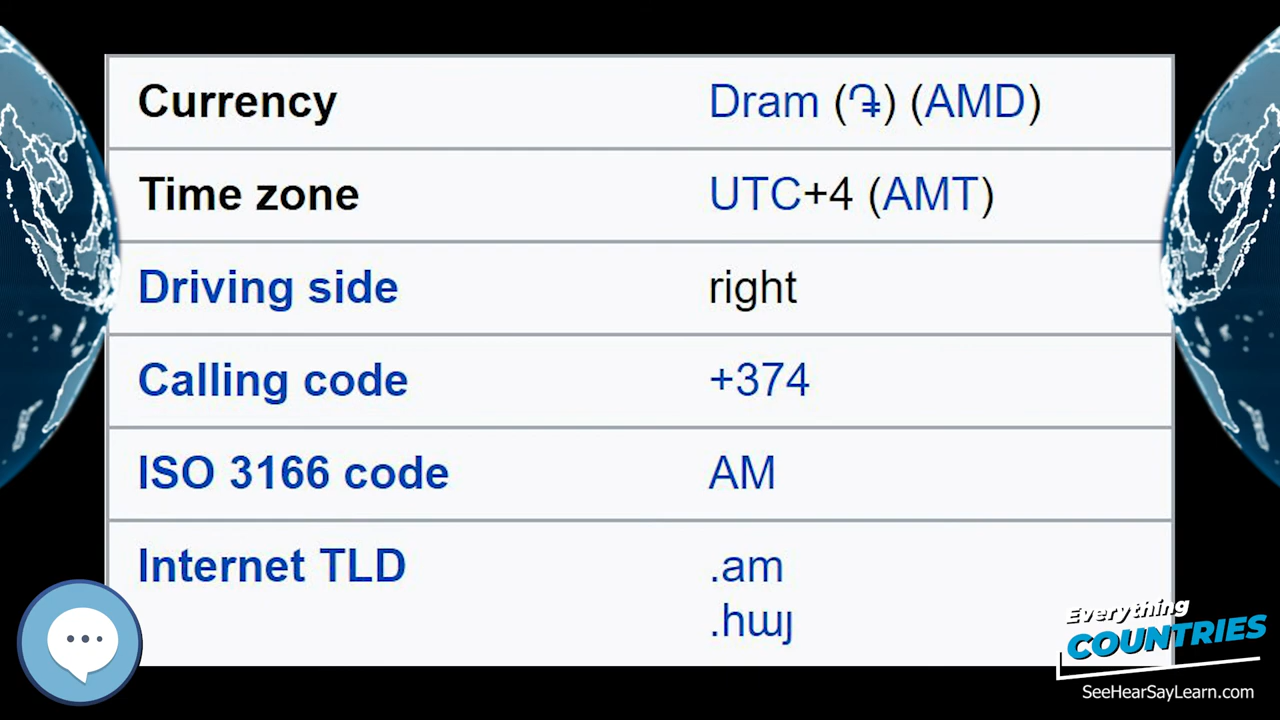 Currency Dram (֏) (AMD)
Time zone UTC+4 (AMT)
Driving side right
Calling code +374
ISO 3166 code AM
Internet TLD .am
.հայ
Everything
COUNTRIES
SeeHearSayLearn.com